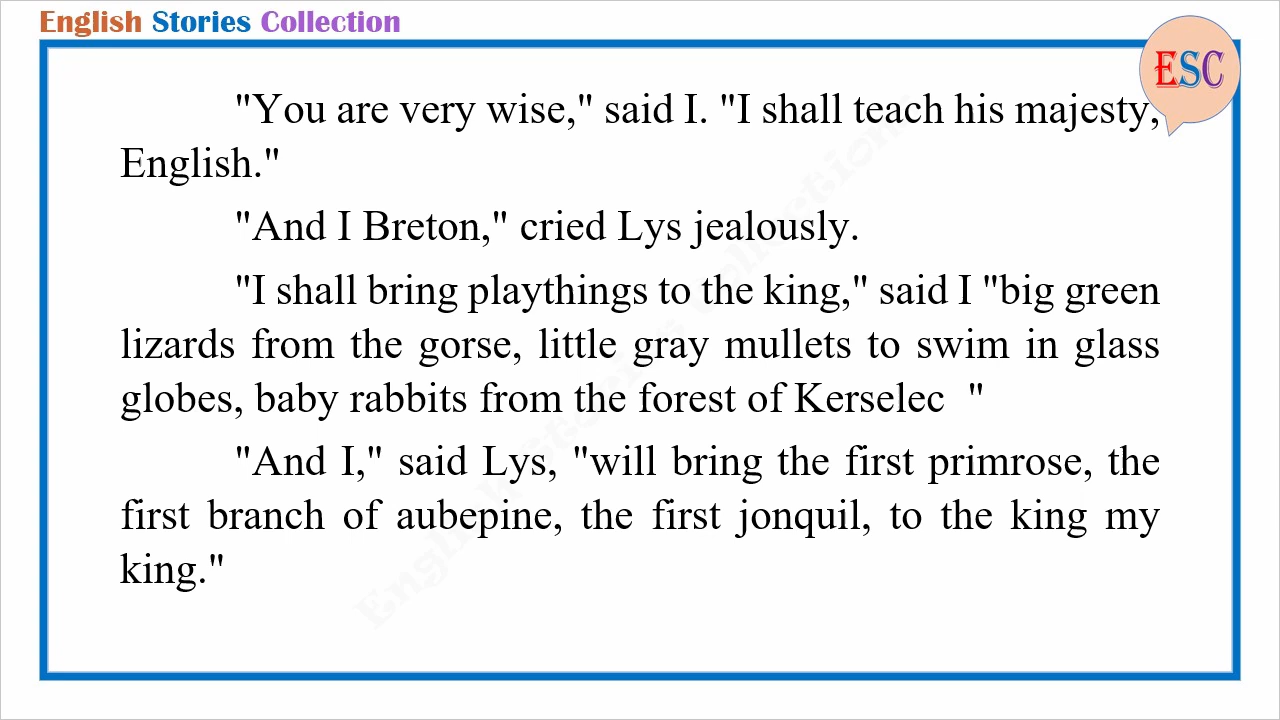 English Stories Collection
ESC
"You are very wise," said I. "I shall teach his majesty,
English."
"And I Breton," cried Lys jealously.
"I shall bring playthings to the king," said I "big green
lizards from the gorse, little gray mullets to swim in glass
globes, baby rabbits from the forest of Kerselec  "
"And I," said Lys, "will bring the first primrose, the
first branch of aubepine, the first jonquil, to the king my
king."
English Stories Collection